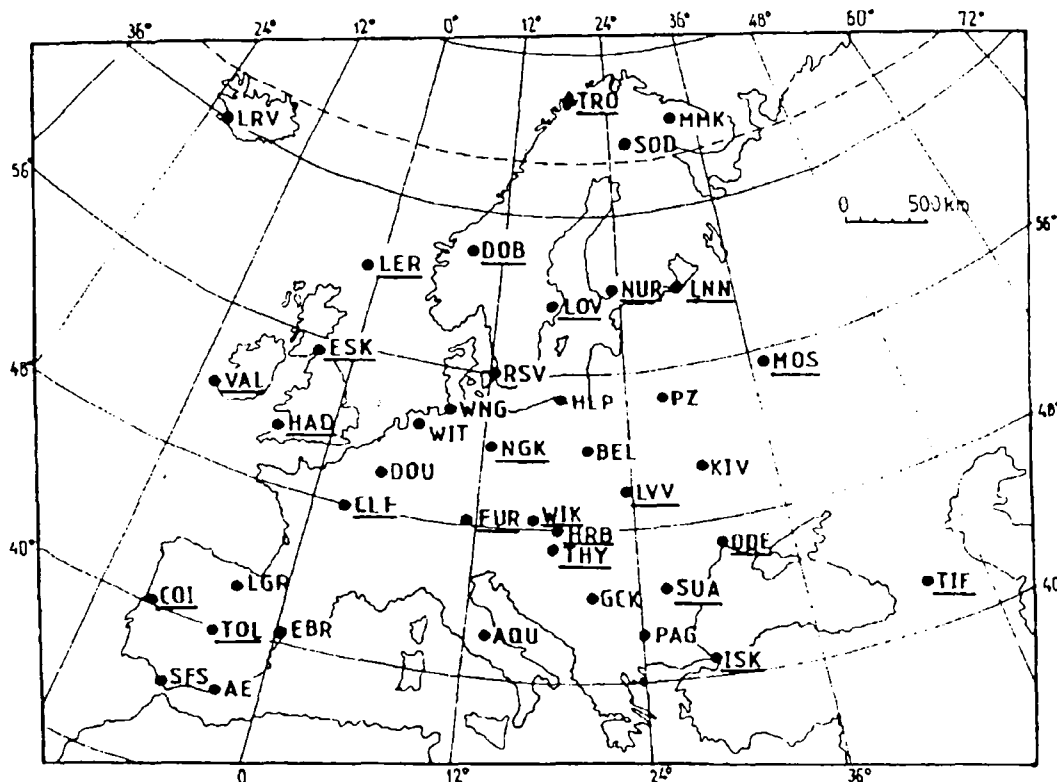 36° 24° 12° 0° 12° 24° 36° 48° 60° 72°
TRO
LRV
MMK
SOD
56°
0 500 km
56°
DOB
LER
NUR LNN
LOV
ESK
MOS
48°
RSV
VAL
WNG HLP PZ
48°
HAD
WIT
NGK BEL
KIV
DOU
LVV
CLF
FUR WIK
HRB
ODE
40°
THY
40°
LGR
TIF
COI
GCK SUA
TOL EBR
AQU PAG
ISK
SFS
AE
0 12° 24° 36°